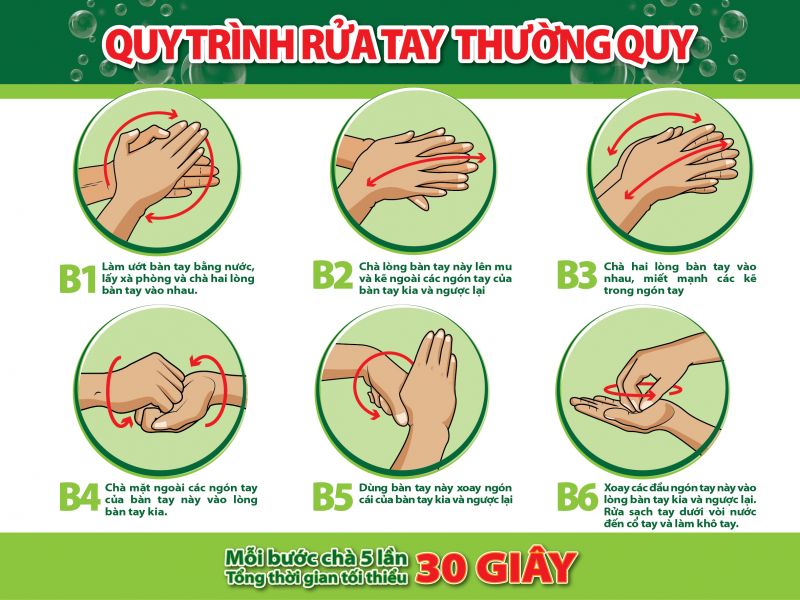 QUY TRÌNH RỬA TAY THƯỜNG QUY
B1
Làm ướt bàn tay bằng nước,
lấy xà phòng và chà hai lòng
bàn tay vào nhau.
B2
Chà lòng bàn tay này lên mu
và kẽ ngoài các ngón tay của
bàn tay kia và ngược lại
B3
Chà hai lòng bàn tay vào
nhau, miết mạnh các kẽ
trong ngón tay
B4
Chà mặt ngoài các ngón tay
của bàn tay này vào lòng
bàn tay kia.
B5
Dùng bàn tay này xoay ngón
cái của bàn tay kia và ngược lại
B6
Xoay các đầu ngón tay này vào
lòng bàn tay kia và ngược lại.
Rửa sạch tay dưới vòi nước
đến cổ tay và làm khô tay.
Mỗi bước chà 5 lần
Tổng thời gian tối thiểu 30 GIÂY